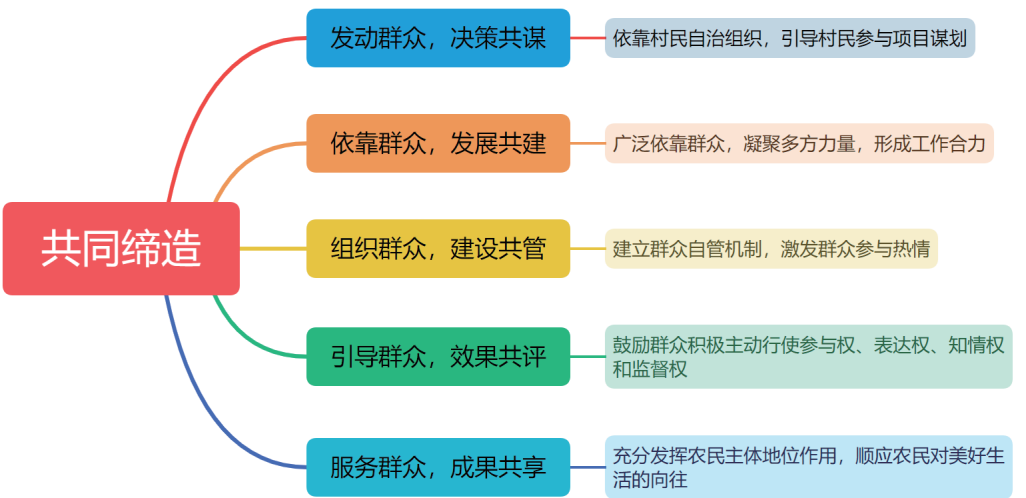 共同缔造
发动群众，决策共谋
依靠村民自治组织，引导村民参与项目谋划
依靠群众，发展共建
广泛依靠群众，凝聚多方力量，形成工作合力
组织群众，建设共管
建立群众自管机制，激发群众参与热情
引导群众，效果共评
鼓励群众积极主动行使参与权、表达权、知情权
和监督权
服务群众，成果共享
充分发挥农民主体地位作用，顺应农民对美好生
活的向往